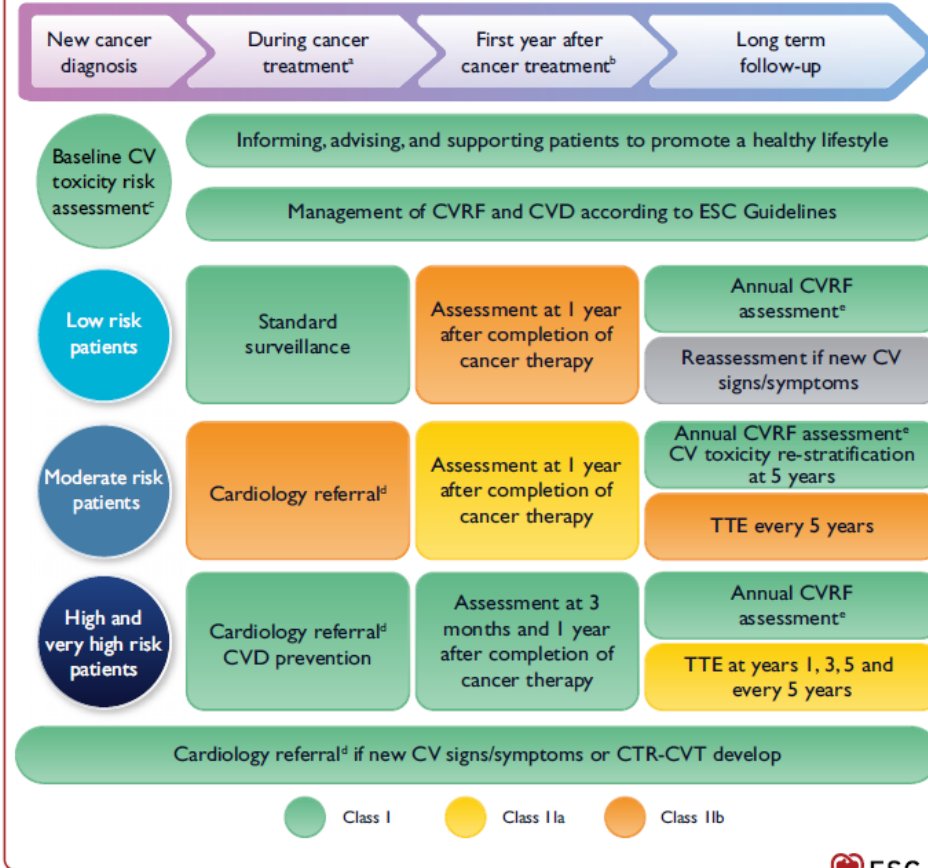 New cancer
diagnosis
During cancer
treatmentᵃ
First year after
cancer treatmentᵇ
Long term
follow-up
Baseline CV
toxicity risk
assessmentᶜ
Informing, advising, and supporting patients to promote a healthy lifestyle
Management of CVRF and CVD according to ESC Guidelines
Low risk
patients
Standard
surveillance
Assessment at 1 year
after completion of
cancer therapy
Annual CVRF
assessmentᵉ
Reassessment if new CV
signs/symptoms
Moderate risk
patients
Cardiology referralᵈ
Assessment at 1 year
after completion of
cancer therapy
Annual CVRF assessmentᵉ
CV toxicity re-stratification
at 5 years
TTE every 5 years
High and
very high risk
patients
Cardiology referralᵈ
CVD prevention
Assessment at 3
months and 1 year
after completion of
cancer therapy
Annual CVRF
assessmentᵉ
TTE at years 1, 3, 5 and
every 5 years
Cardiology referralᵈ if new CV signs/symptoms or CTR-CVT develop
Class I
Class IIa
Class IIb
ESC